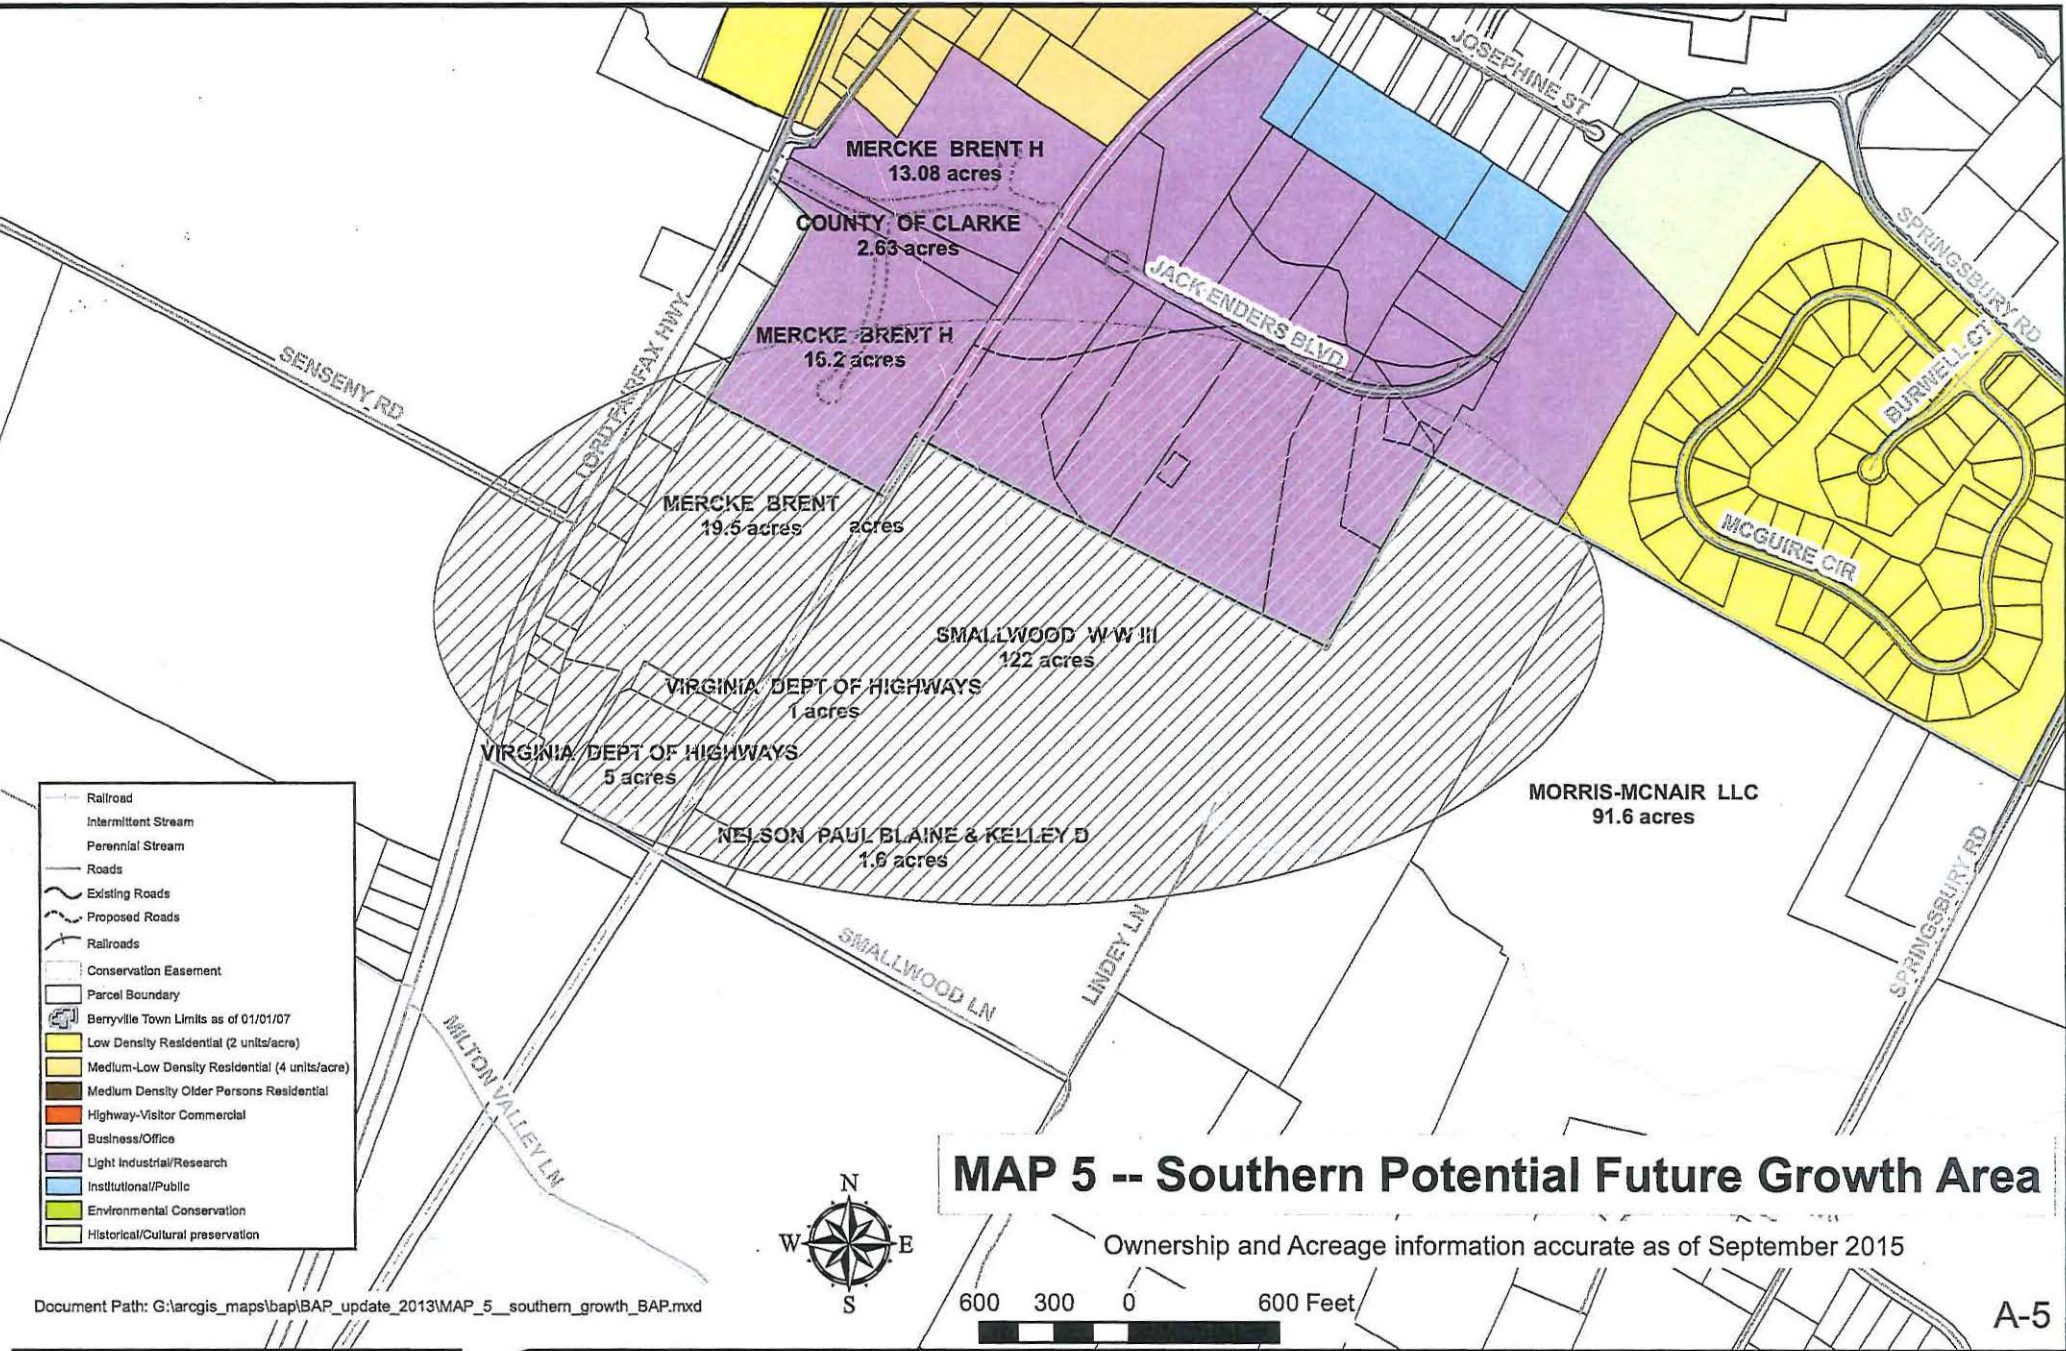 JOSEPHINE ST
MERCKE BRENT H
13.08 acres
COUNTY OF CLARKE
2.63 acres
JACK ENDERS BLVD
SPRINGSBURY RD
MERCKE BRENT H
15.2 acres
BURWELL CT
SENSENY RD
LORD FAIRFAX HWY
MERCKE BRENT
19.5 acres
acres
MCGUIRE CIR
SMALLWOOD W W III
122 acres
VIRGINIA DEPT OF HIGHWAYS
1 acres
VIRGINIA DEPT OF HIGHWAYS
5 acres
MORRIS-MCNAIR LLC
91.6 acres
NELSON PAUL BLAINE & KELLEY D
1.6 acres
SPRINGSBURY RD
SMALLWOOD LN
LINDEY LN
MILTON VALLEY LN
Railroad
Intermittent Stream
Perennial Stream
Roads
Existing Roads
Proposed Roads
Railroads
Conservation Easement
Parcel Boundary
Berryville Town Limits as of 01/01/07
Low Density Residential (2 units/acre)
Medium-Low Density Residential (4 units/acre)
Medium Density Older Persons Residential
Highway-Visitor Commercial
Business/Office
Light Industrial/Research
Institutional/Public
Environmental Conservation
Historical/Cultural preservation
N
W E
S
MAP 5 -- Southern Potential Future Growth Area
Ownership and Acreage information accurate as of September 2015
600 300 0 600 Feet
Document Path: G:\arcgis_maps\bap\BAP_update_2013\MAP_5__southern_growth_BAP.mxd
A-5